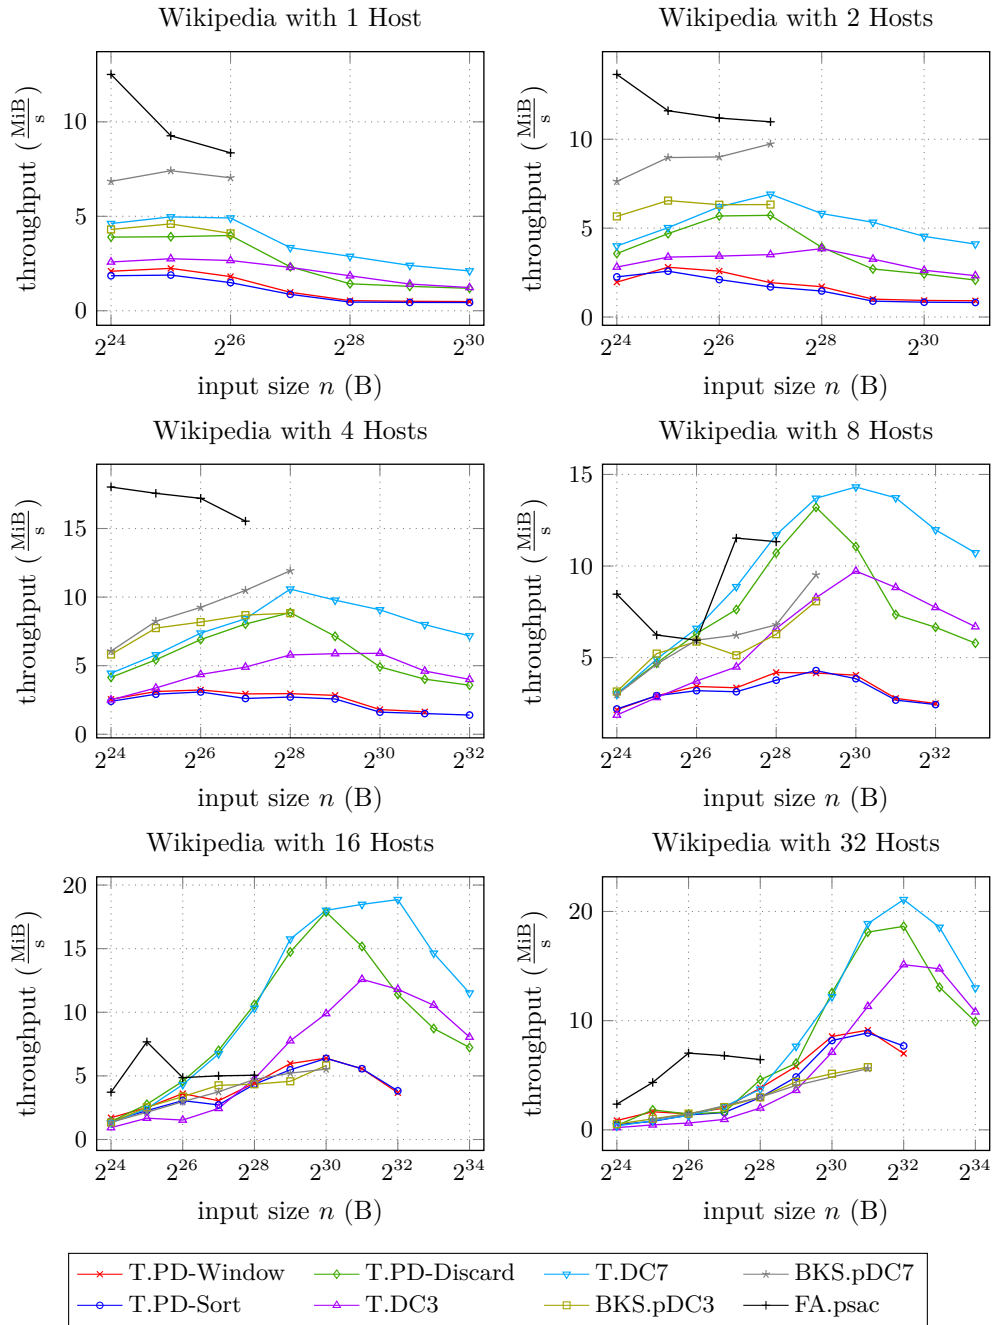 Wikipedia with 1 Host
Wikipedia with 2 Hosts
throughput (MiB/s)
10
5
0
2^24 2^26 2^28 2^30
input size n (B)
throughput (MiB/s)
10
5
0
2^24 2^26 2^28 2^30
input size n (B)
Wikipedia with 4 Hosts
Wikipedia with 8 Hosts
throughput (MiB/s)
15
10
5
0
2^24 2^26 2^28 2^30 2^32
input size n (B)
throughput (MiB/s)
15
10
5
2^24 2^26 2^28 2^30 2^32
input size n (B)
Wikipedia with 16 Hosts
Wikipedia with 32 Hosts
throughput (MiB/s)
20
15
10
5
0
2^24 2^26 2^28 2^30 2^32 2^34
input size n (B)
throughput (MiB/s)
20
10
0
2^24 2^26 2^28 2^30 2^32 2^34
input size n (B)
T.PD-Window T.PD-Discard T.DC7 BKS.pDC7
T.PD-Sort T.DC3 BKS.pDC3 FA.psac